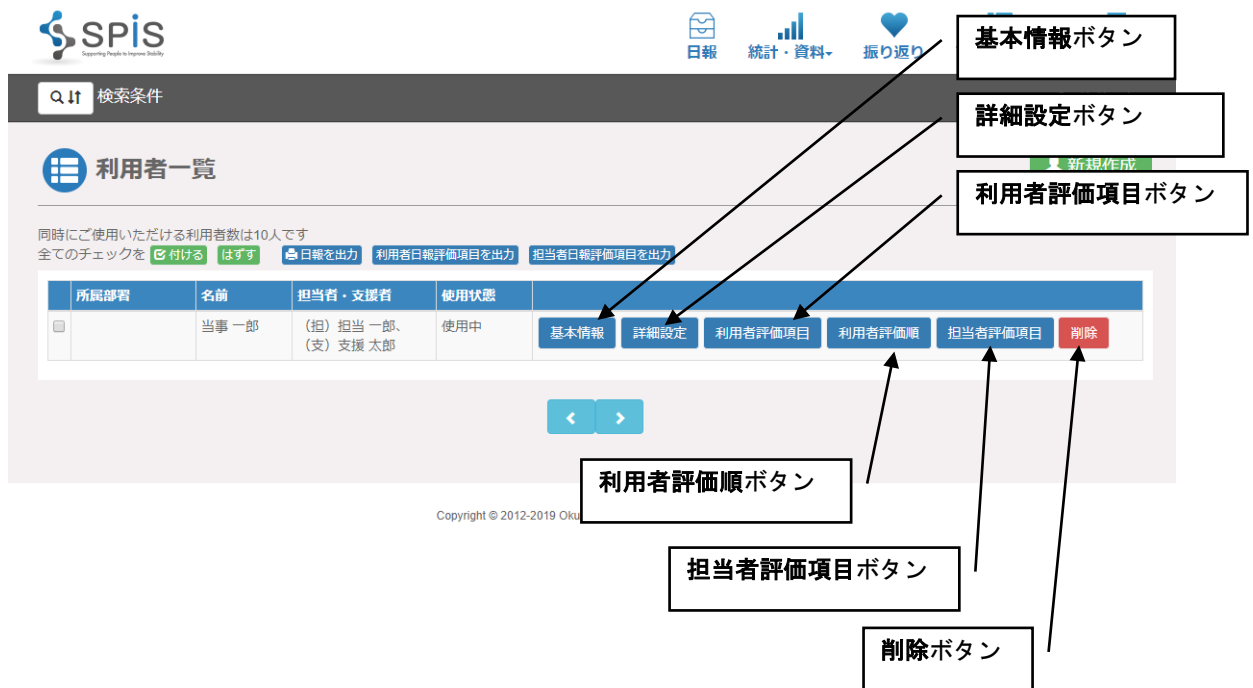 SPiS
Supporting People to Improve Stability
日報
統計・資料
振り返り
基本情報ボタン
検索条件
詳細設定ボタン
利用者一覧
新規作成
利用者評価項目ボタン
同時にご使用いただける利用者数は10人です
全てのチェックを 付ける はずす 日報を出力 利用者日報評価項目を出力 担当者日報評価項目を出力
所属部署 名前 担当者・支援者 使用状態
当事 一郎 （担）担当 一郎、 使用中 基本情報 詳細設定 利用者評価項目 利用者評価順 担当者評価項目 削除
（支）支援 太郎
利用者評価順ボタン
Copyright © 2012-2019 Oku
担当者評価項目ボタン
削除ボタン